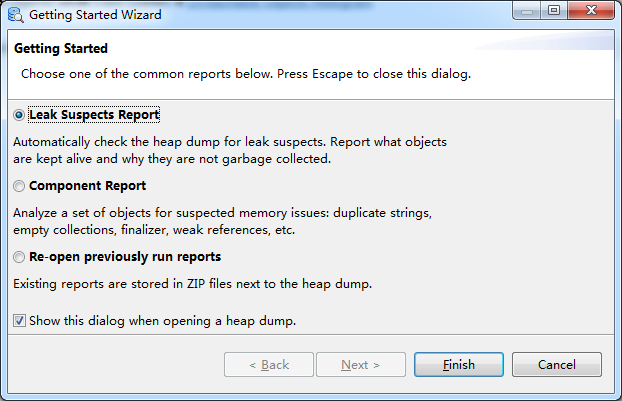 Getting Started Wizard
Getting Started
Choose one of the common reports below. Press Escape to close this dialog.
Leak Suspects Report
Automatically check the heap dump for leak suspects. Report what objects
are kept alive and why they are not garbage collected.
Component Report
Analyze a set of objects for suspected memory issues: duplicate strings,
empty collections, finalizer, weak references, etc.
Re-open previously run reports
Existing reports are stored in ZIP files next to the heap dump.
Show this dialog when opening a heap dump.
< Back Next > Finish Cancel